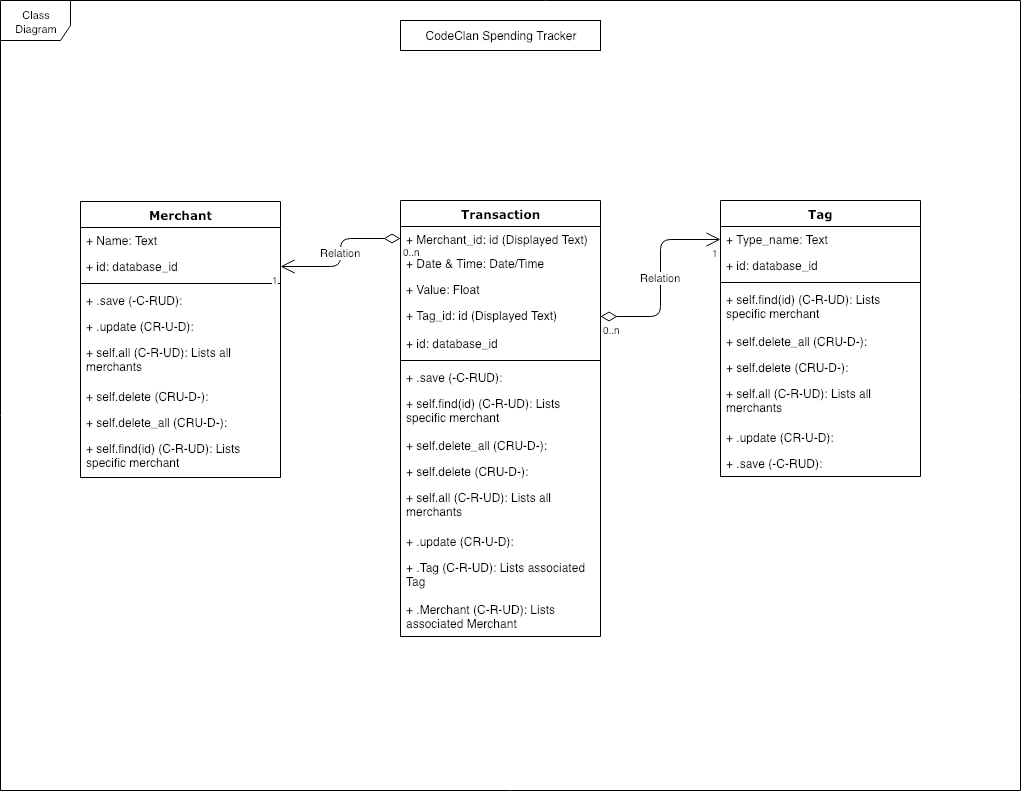 Class
Diagram
CodeClan Spending Tracker
Merchant
+ Name: Text
+ id: database_id
1
+ .save (-C-RUD):
+ .update (CR-U-D):
+ self.all (C-R-UD): Lists all
merchants
+ self.delete (CRU-D-):
+ self.delete_all (CRU-D-):
+ self.find(id) (C-R-UD): Lists
specific merchant
Relation
0..n
Transaction
+ Merchant_id: id (Displayed Text)
+ Date & Time: Date/Time
+ Value: Float
+ Tag_id: id (Displayed Text)
+ id: database_id
+ .save (-C-RUD):
+ self.find(id) (C-R-UD): Lists
specific merchant
+ self.delete_all (CRU-D-):
+ self.delete (CRU-D-):
+ self.all (C-R-UD): Lists all
merchants
+ .update (CR-U-D):
+ .Tag (C-R-UD): Lists associated
Tag
+ .Merchant (C-R-UD): Lists
associated Merchant
Relation
0..n
1
Tag
+ Type_name: Text
+ id: database_id
+ self.find(id) (C-R-UD): Lists
specific merchant
+ self.delete_all (CRU-D-):
+ self.delete (CRU-D-):
+ self.all (C-R-UD): Lists all
merchants
+ .update (CR-U-D):
+ .save (-C-RUD):